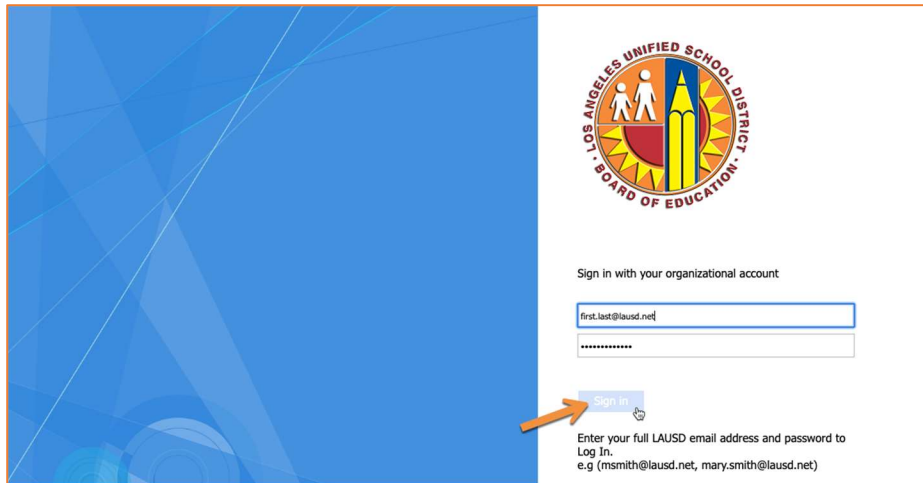 LOS ANGELES UNIFIED SCHOOL DISTRICT
BOARD OF EDUCATION
Sign in with your organizational account
first.last@lausd.net
•••••••••••••
Sign in
Enter your full LAUSD email address and password to
Log In.
e.g (msmith@lausd.net, mary.smith@lausd.net)